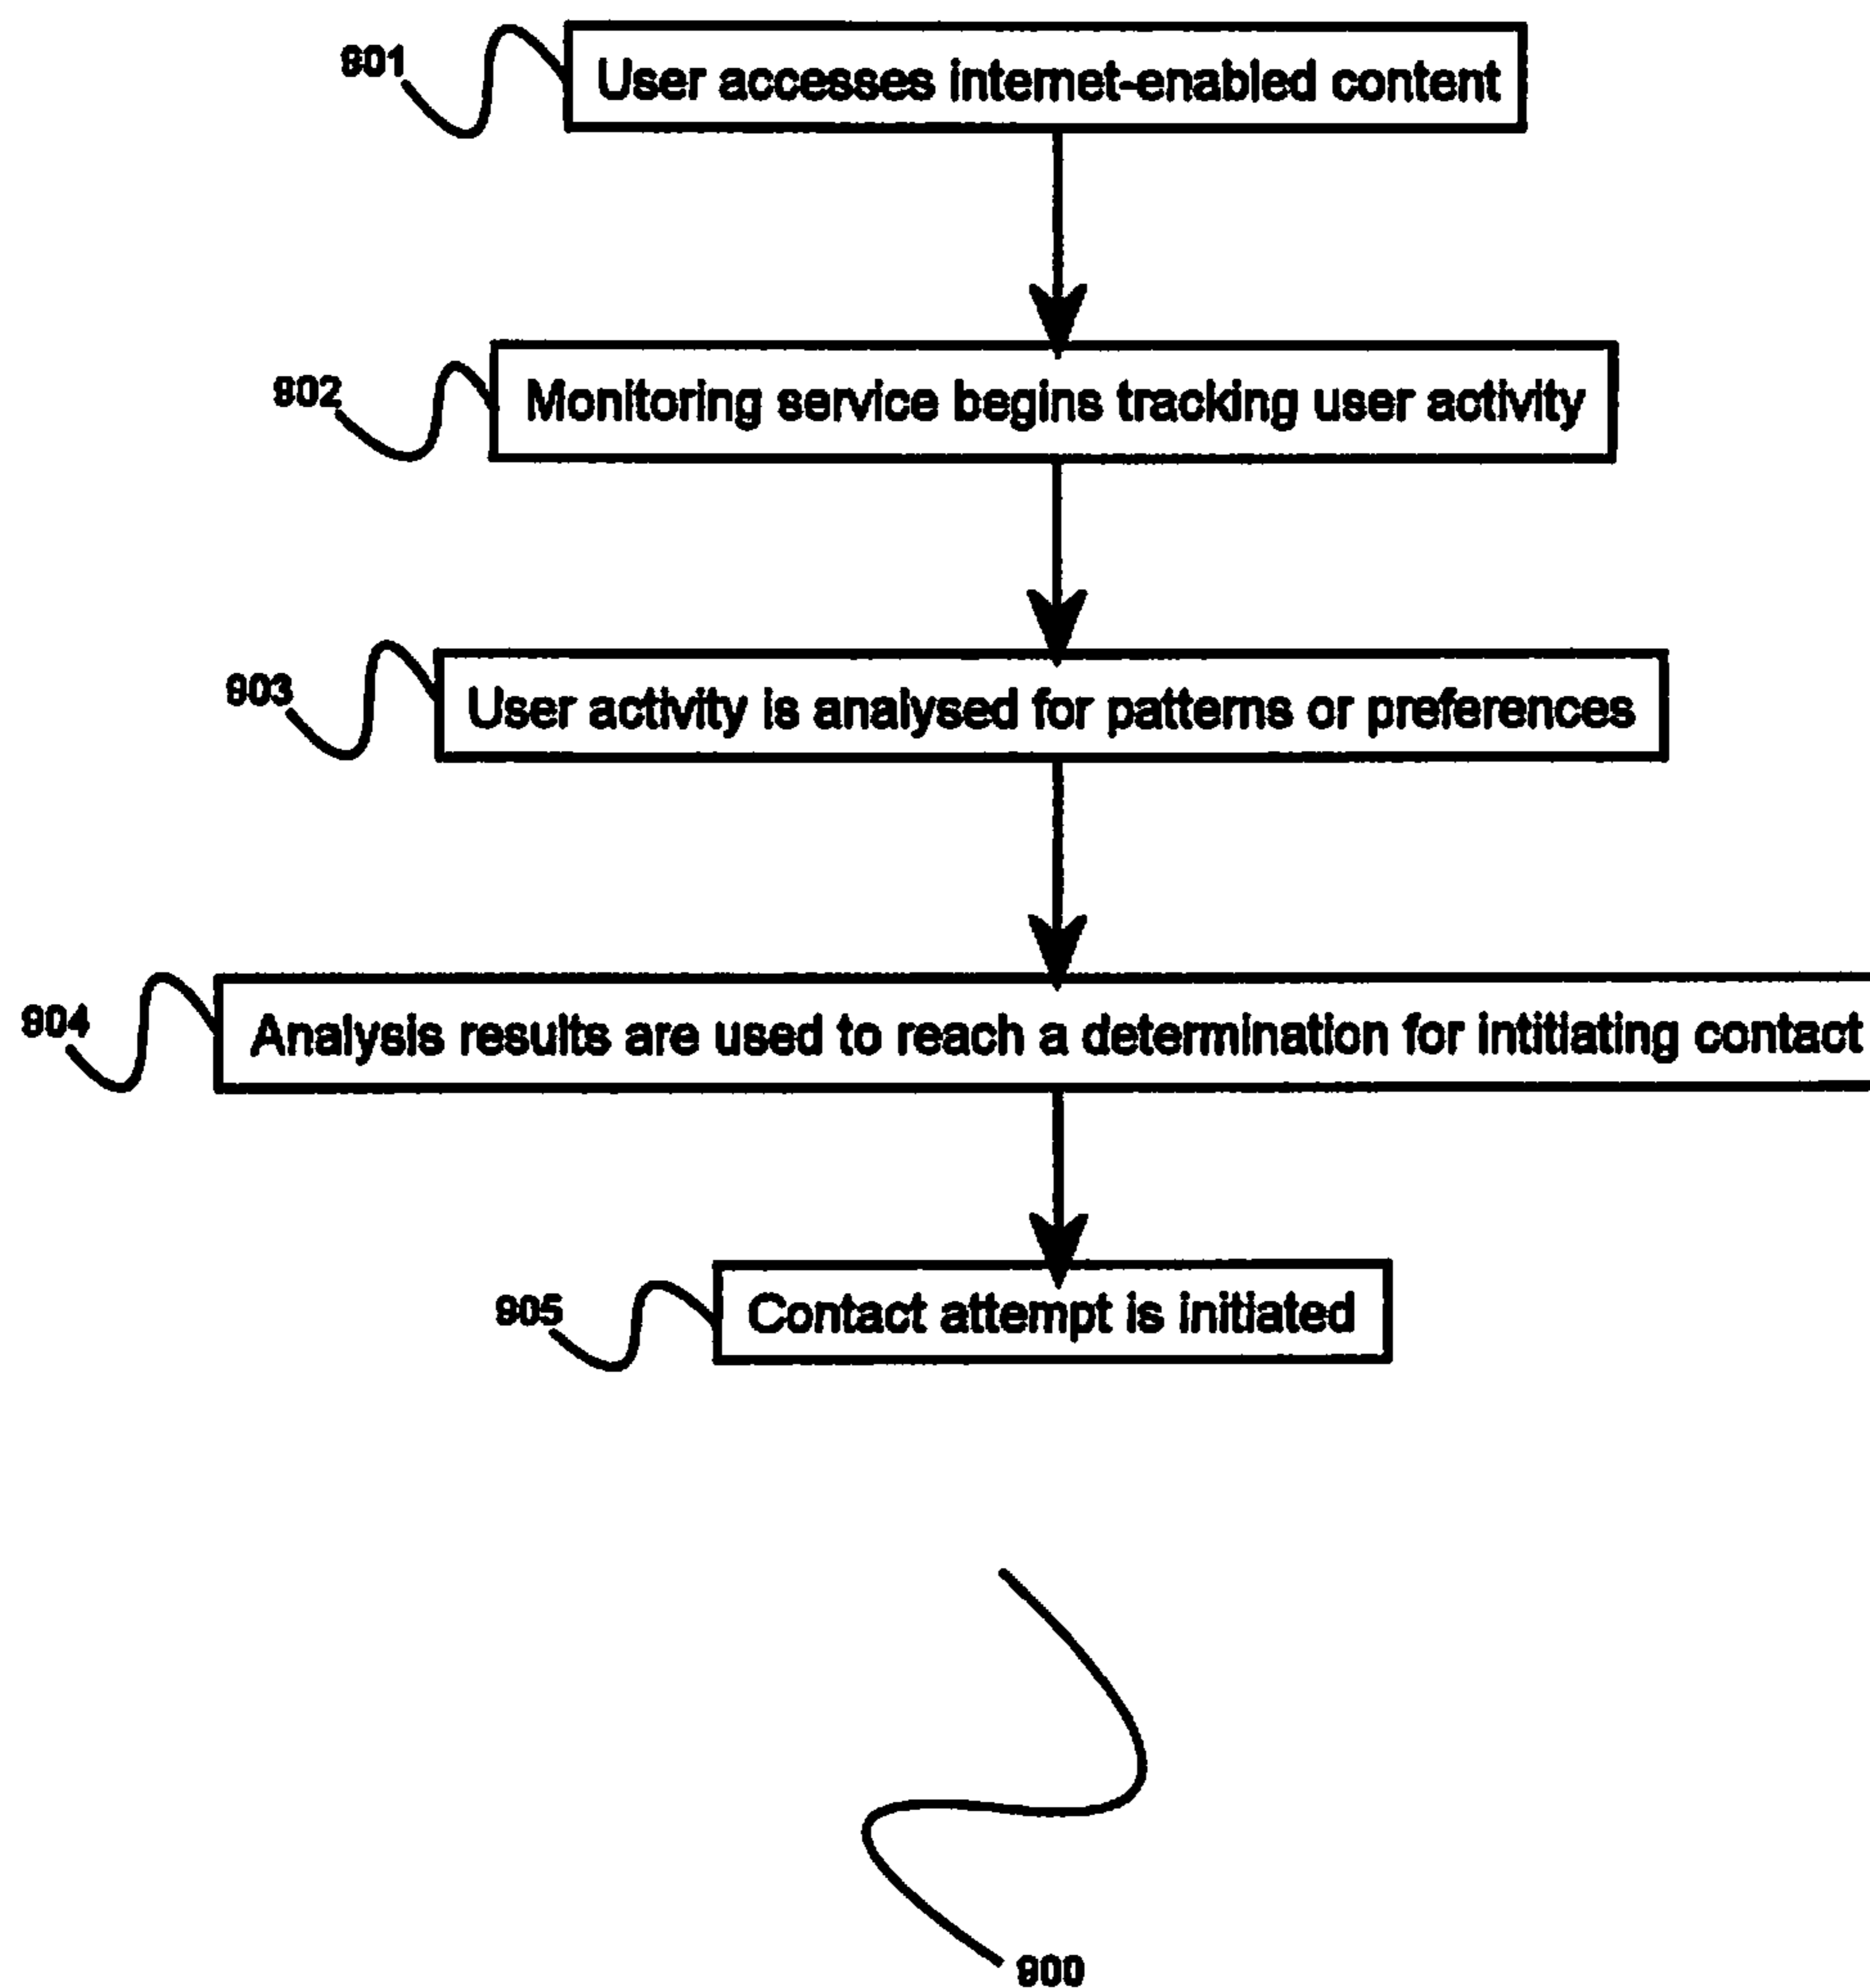 901
User accesses internet-enabled content
902
Monitoring service begins tracking user activity
903
User activity is analysed for patterns or preferences
904
Analysis results are used to reach a determination for intitiating contact
905
Contact attempt is initiated
900